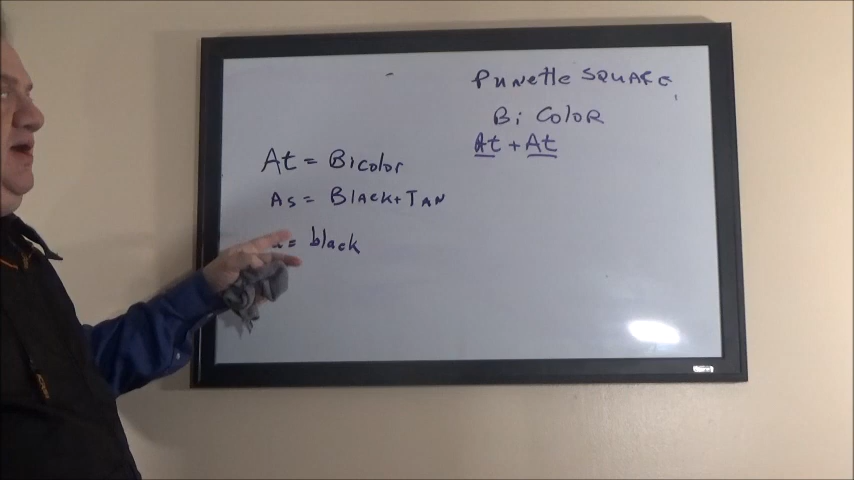 Punette SQUARE
Bi Color
At + At
At = Bicolor
As = Black+TAN
= black